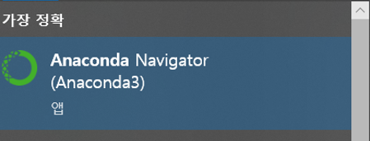 가장 정확
Anaconda Navigator
(Anaconda3)
앱